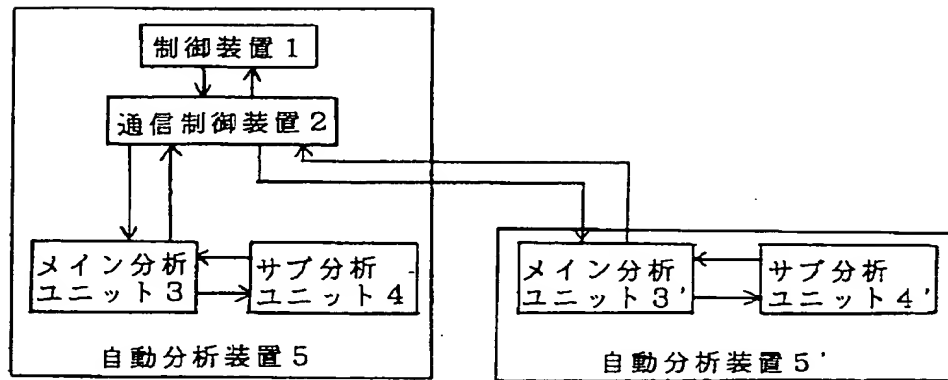 制御装置1
通信制御装置2
メイン分析
ユニット3
サブ分析
ユニット4
自動分析装置5
メイン分析
ユニット3'
サブ分析
ユニット4'
自動分析装置5'